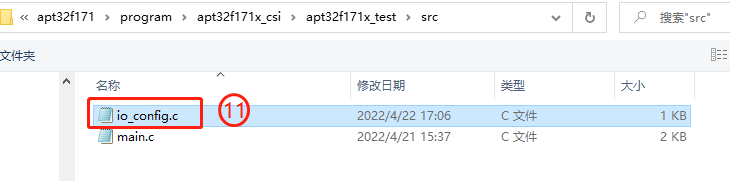 « apt32f171 › program › apt32f171x_csi › apt32f171x_test › src 搜索"src"
文件夹
名称 修改日期 类型 大小
io_config.c 11 2022/4/22 17:06 C 文件 1 KB
main.c 2022/4/21 15:37 C 文件 2 KB